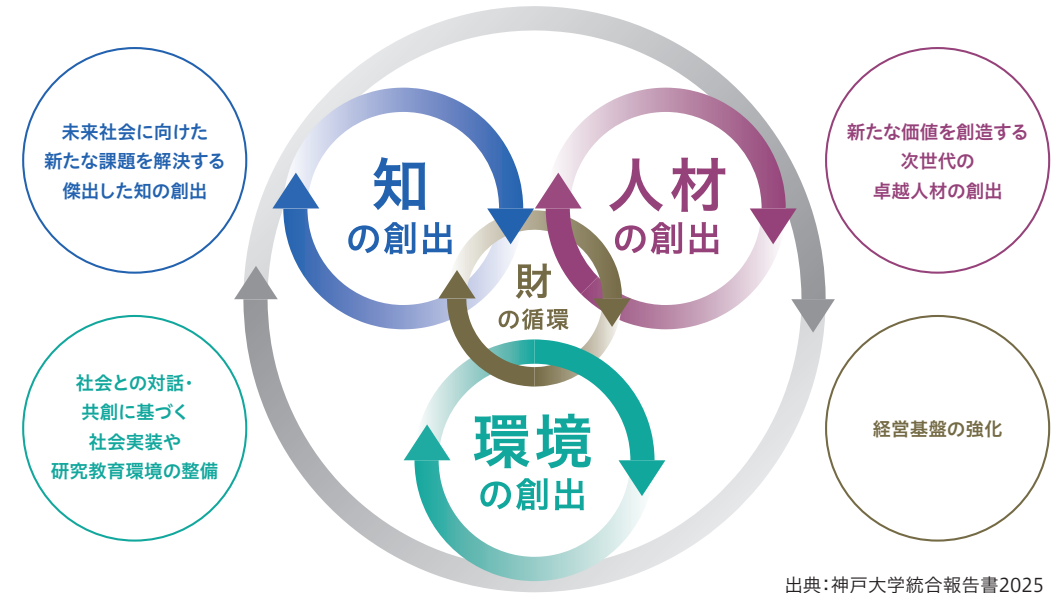 未来社会に向けた
新たな課題を解決する
傑出した知の創出
知
の創出
人材
の創出
新たな価値を創造する
次世代の
卓越人材の創出
財
の循環
社会との対話・
共創に基づく
社会実装や
研究教育環境の整備
環境
の創出
経営基盤の強化
出典：神戸大学統合報告書2025